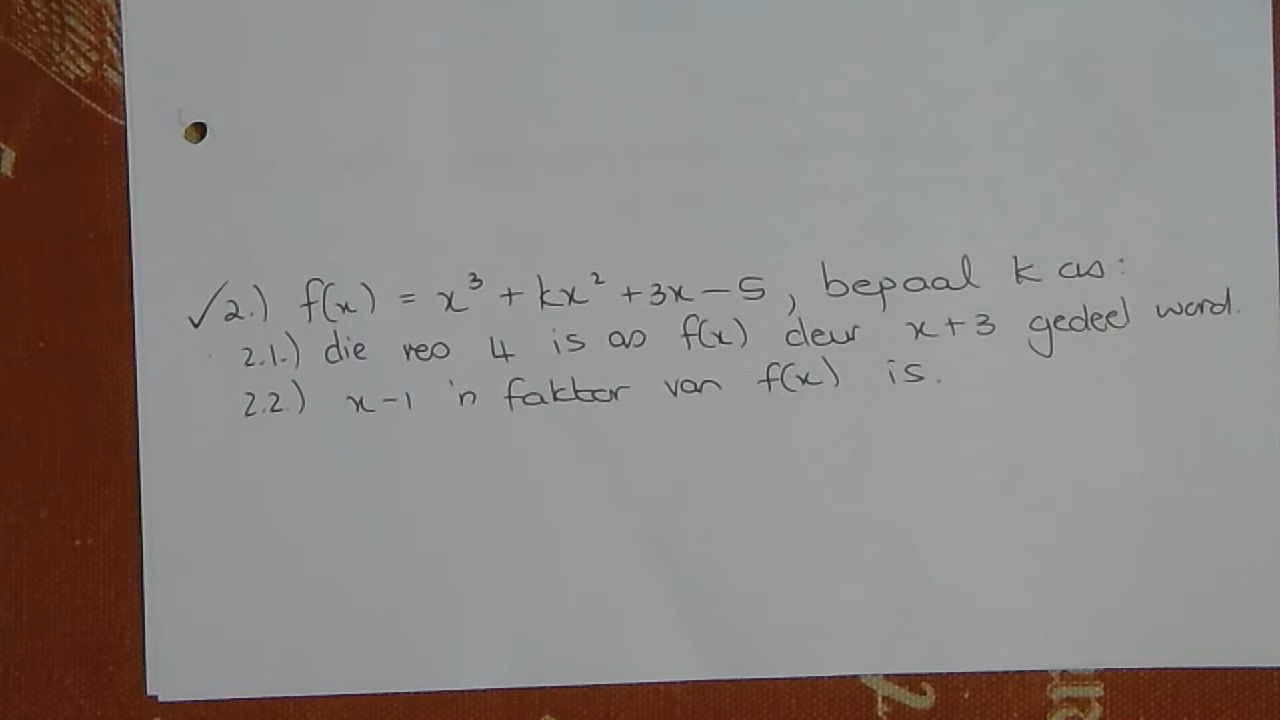 ✓2.) f(x) = x³ + kx² + 3x - 5, bepaal k as:
2.1.) die res 4 is as f(x) deur x+3 gedeel word.
2.2.) x-1 'n faktor van f(x) is.